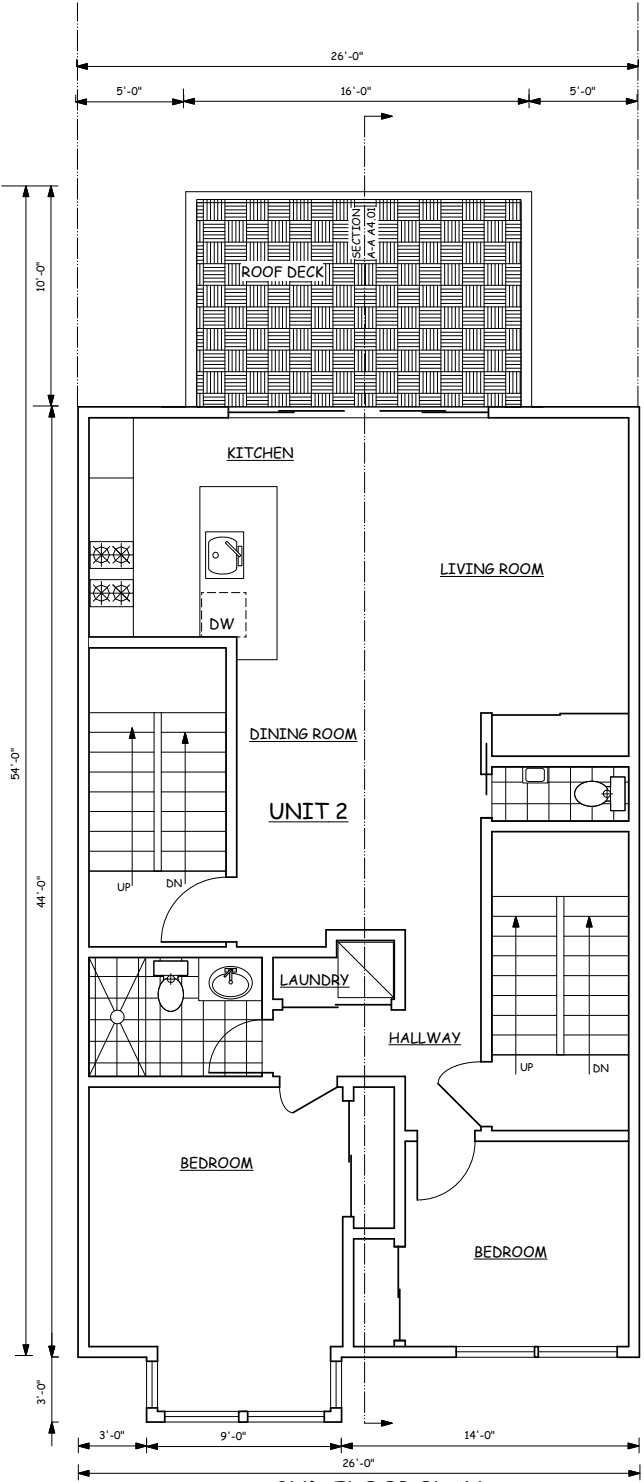 26'-0"
5'-0"
16'-0"
5'-0"
10'-0"
SECTION
A-A A4.01
ROOF DECK
KITCHEN
LIVING ROOM
DW
DINING ROOM
54'-0"
UNIT 2
44'-0"
UP
DN
LAUNDRY
HALLWAY
UP
DN
BEDROOM
BEDROOM
3'-0"
3'-0"
9'-0"
14'-0"
26'-0"